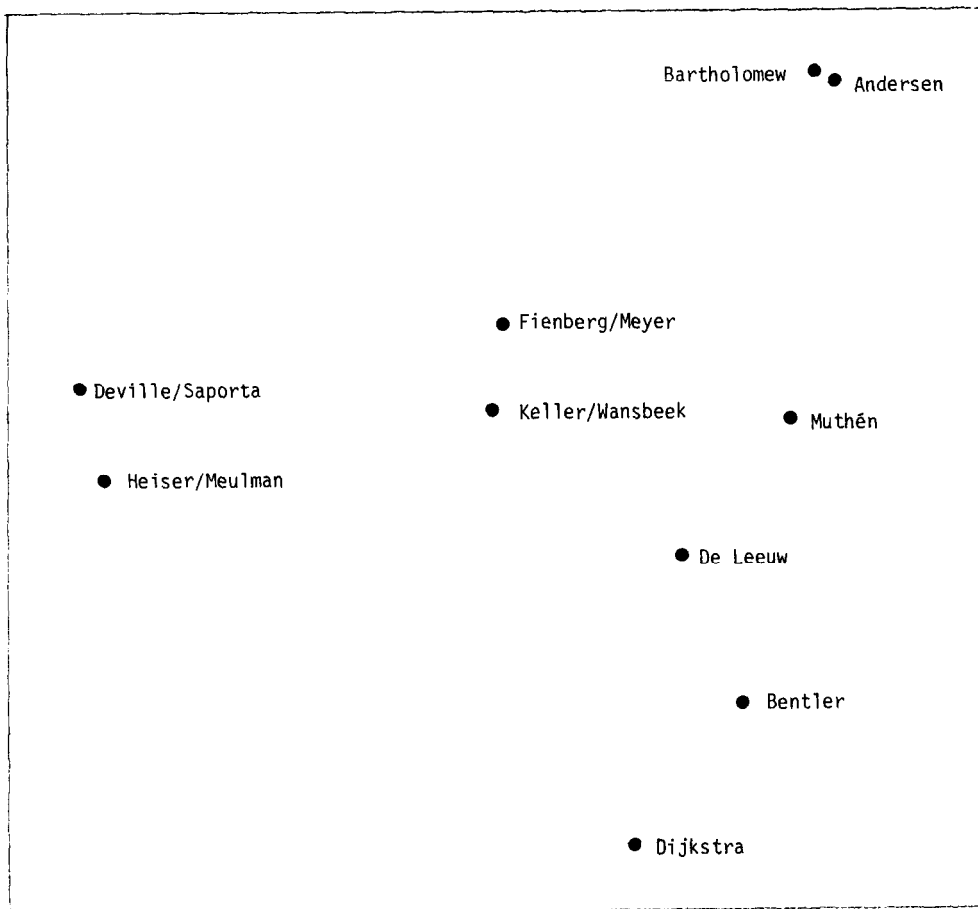 Bartholomew
Andersen
Fienberg/Meyer
Deville/Saporta
Keller/Wansbeek
Muthén
Heiser/Meulman
De Leeuw
Bentler
Dijkstra